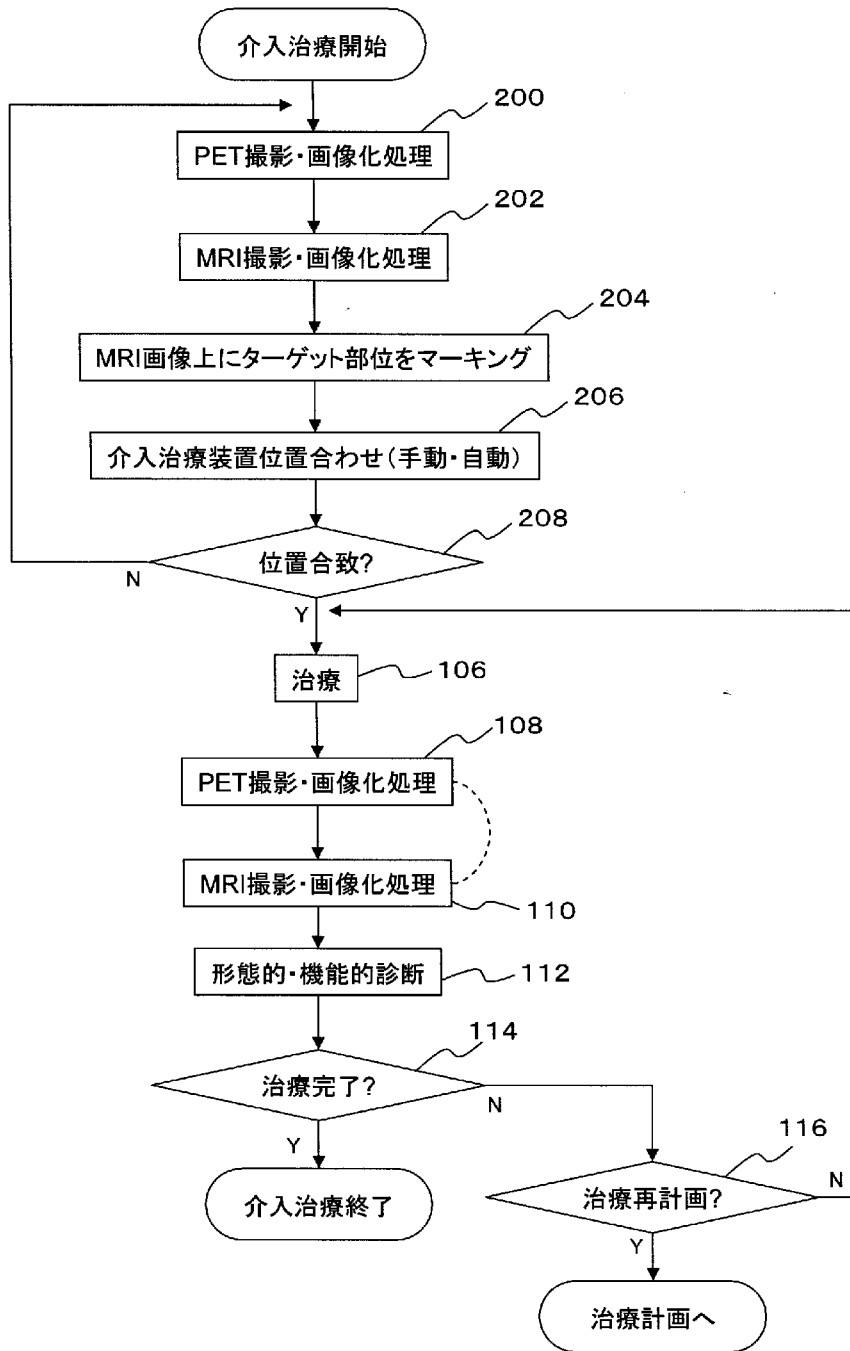 介入治療開始
200
PET撮影・画像化処理
202
MRI撮影・画像化処理
204
MRI画像上にターゲット部位をマーキング
206
介入治療装置位置合わせ（手動・自動）
208
位置合致?
N
Y
治療
106
108
PET撮影・画像化処理
MRI撮影・画像化処理
110
形態的・機能的診断
112
114
治療完了?
N
Y
116
介入治療終了
治療再計画?
N
Y
治療計画へ